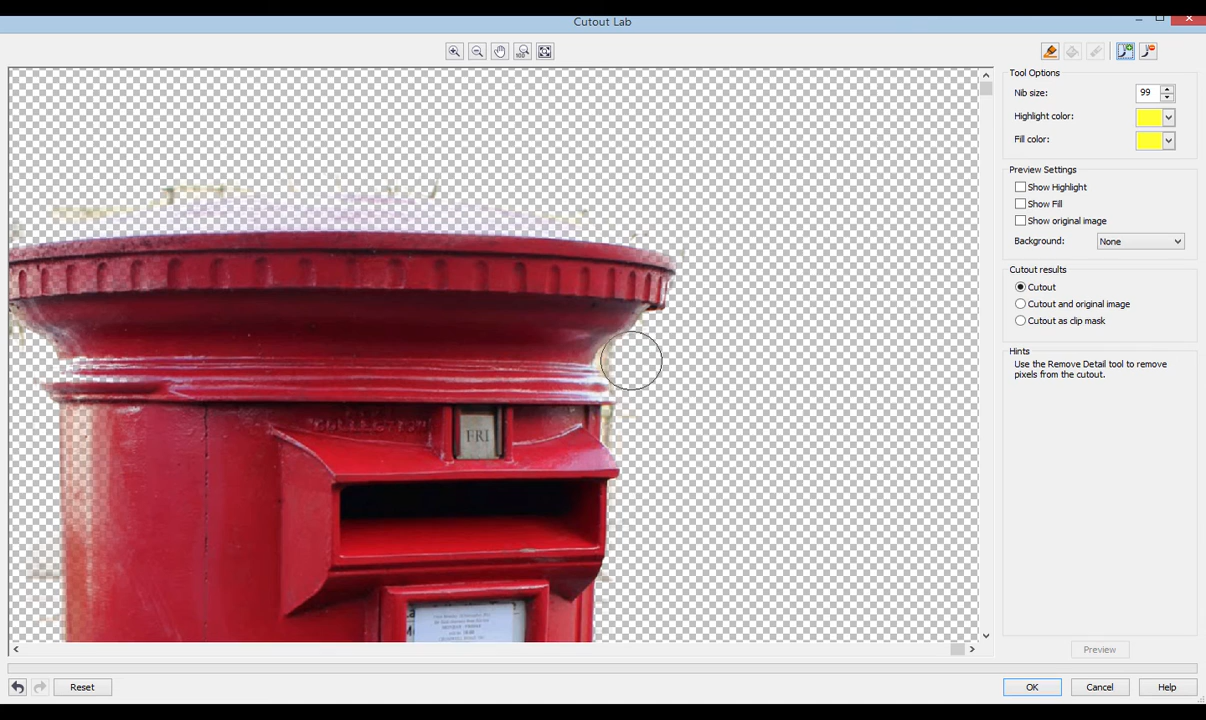 Cutout Lab
100%
Tool Options
Nib size: 99
Highlight color:
Fill color:
Preview Settings
Show Highlight
Show Fill
Show original image
Background: None
Cutout results
Cutout
Cutout and original image
Cutout as clip mask
Hints
Use the Remove Detail tool to remove
pixels from the cutout.
COLLECTION
FRI
Preview
Reset
OK
Cancel
Help